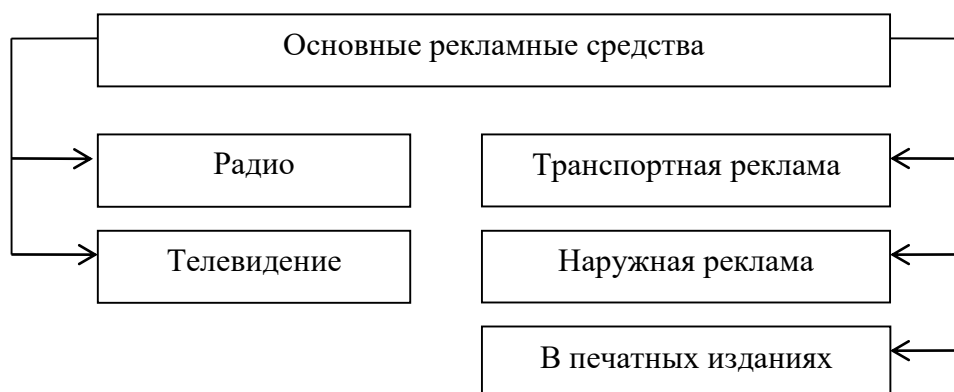 Основные рекламные средства
Радио
Транспортная реклама
Телевидение
Наружная реклама
В печатных изданиях